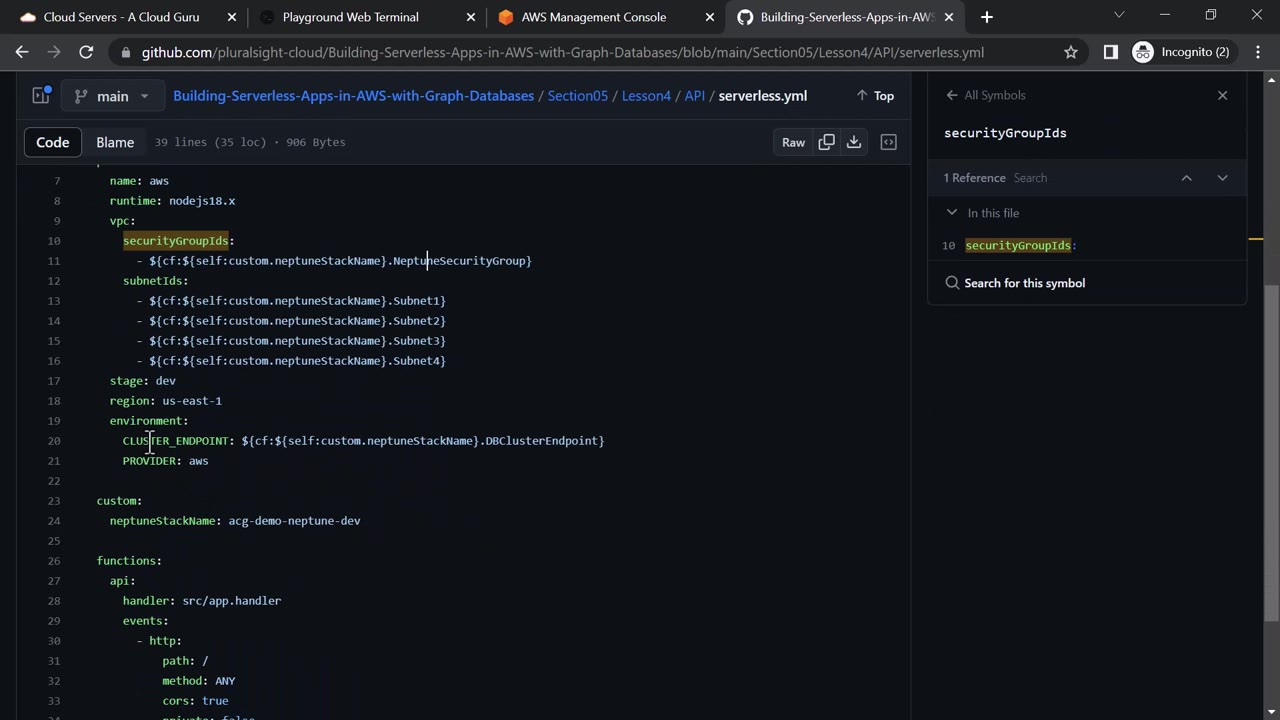 Cloud Servers - A Cloud Guru
Playground Web Terminal
AWS Management Console
Building-Serverless-Apps-in-AWS
github.com/pluralsight-cloud/Building-Serverless-Apps-in-AWS-with-Graph-Databases/blob/main/Section05/Lesson4/API/serverless.yml
Incognito (2)
main
Building-Serverless-Apps-in-AWS-with-Graph-Databases / Section05 / Lesson4 / API / serverless.yml
Top
Code Blame 39 lines (35 loc) · 906 Bytes
Raw
7 name: aws
8 runtime: nodejs18.x
9 vpc:
10 securityGroupIds:
11 - ${cf:${self:custom.neptuneStackName}.NeptuneSecurityGroup}
12 subnetIds:
13 - ${cf:${self:custom.neptuneStackName}.Subnet1}
14 - ${cf:${self:custom.neptuneStackName}.Subnet2}
15 - ${cf:${self:custom.neptuneStackName}.Subnet3}
16 - ${cf:${self:custom.neptuneStackName}.Subnet4}
17 stage: dev
18 region: us-east-1
19 environment:
20 CLUSTER_ENDPOINT: ${cf:${self:custom.neptuneStackName}.DBClusterEndpoint}
21 PROVIDER: aws
22
23 custom:
24 neptuneStackName: acg-demo-neptune-dev
25
26 functions:
27 api:
28 handler: src/app.handler
29 events:
30 - http:
31 path: /
32 method: ANY
33 cors: true
34 private: false
All Symbols
securityGroupIds
1 Reference Search
In this file
10 securityGroupIds:
Search for this symbol